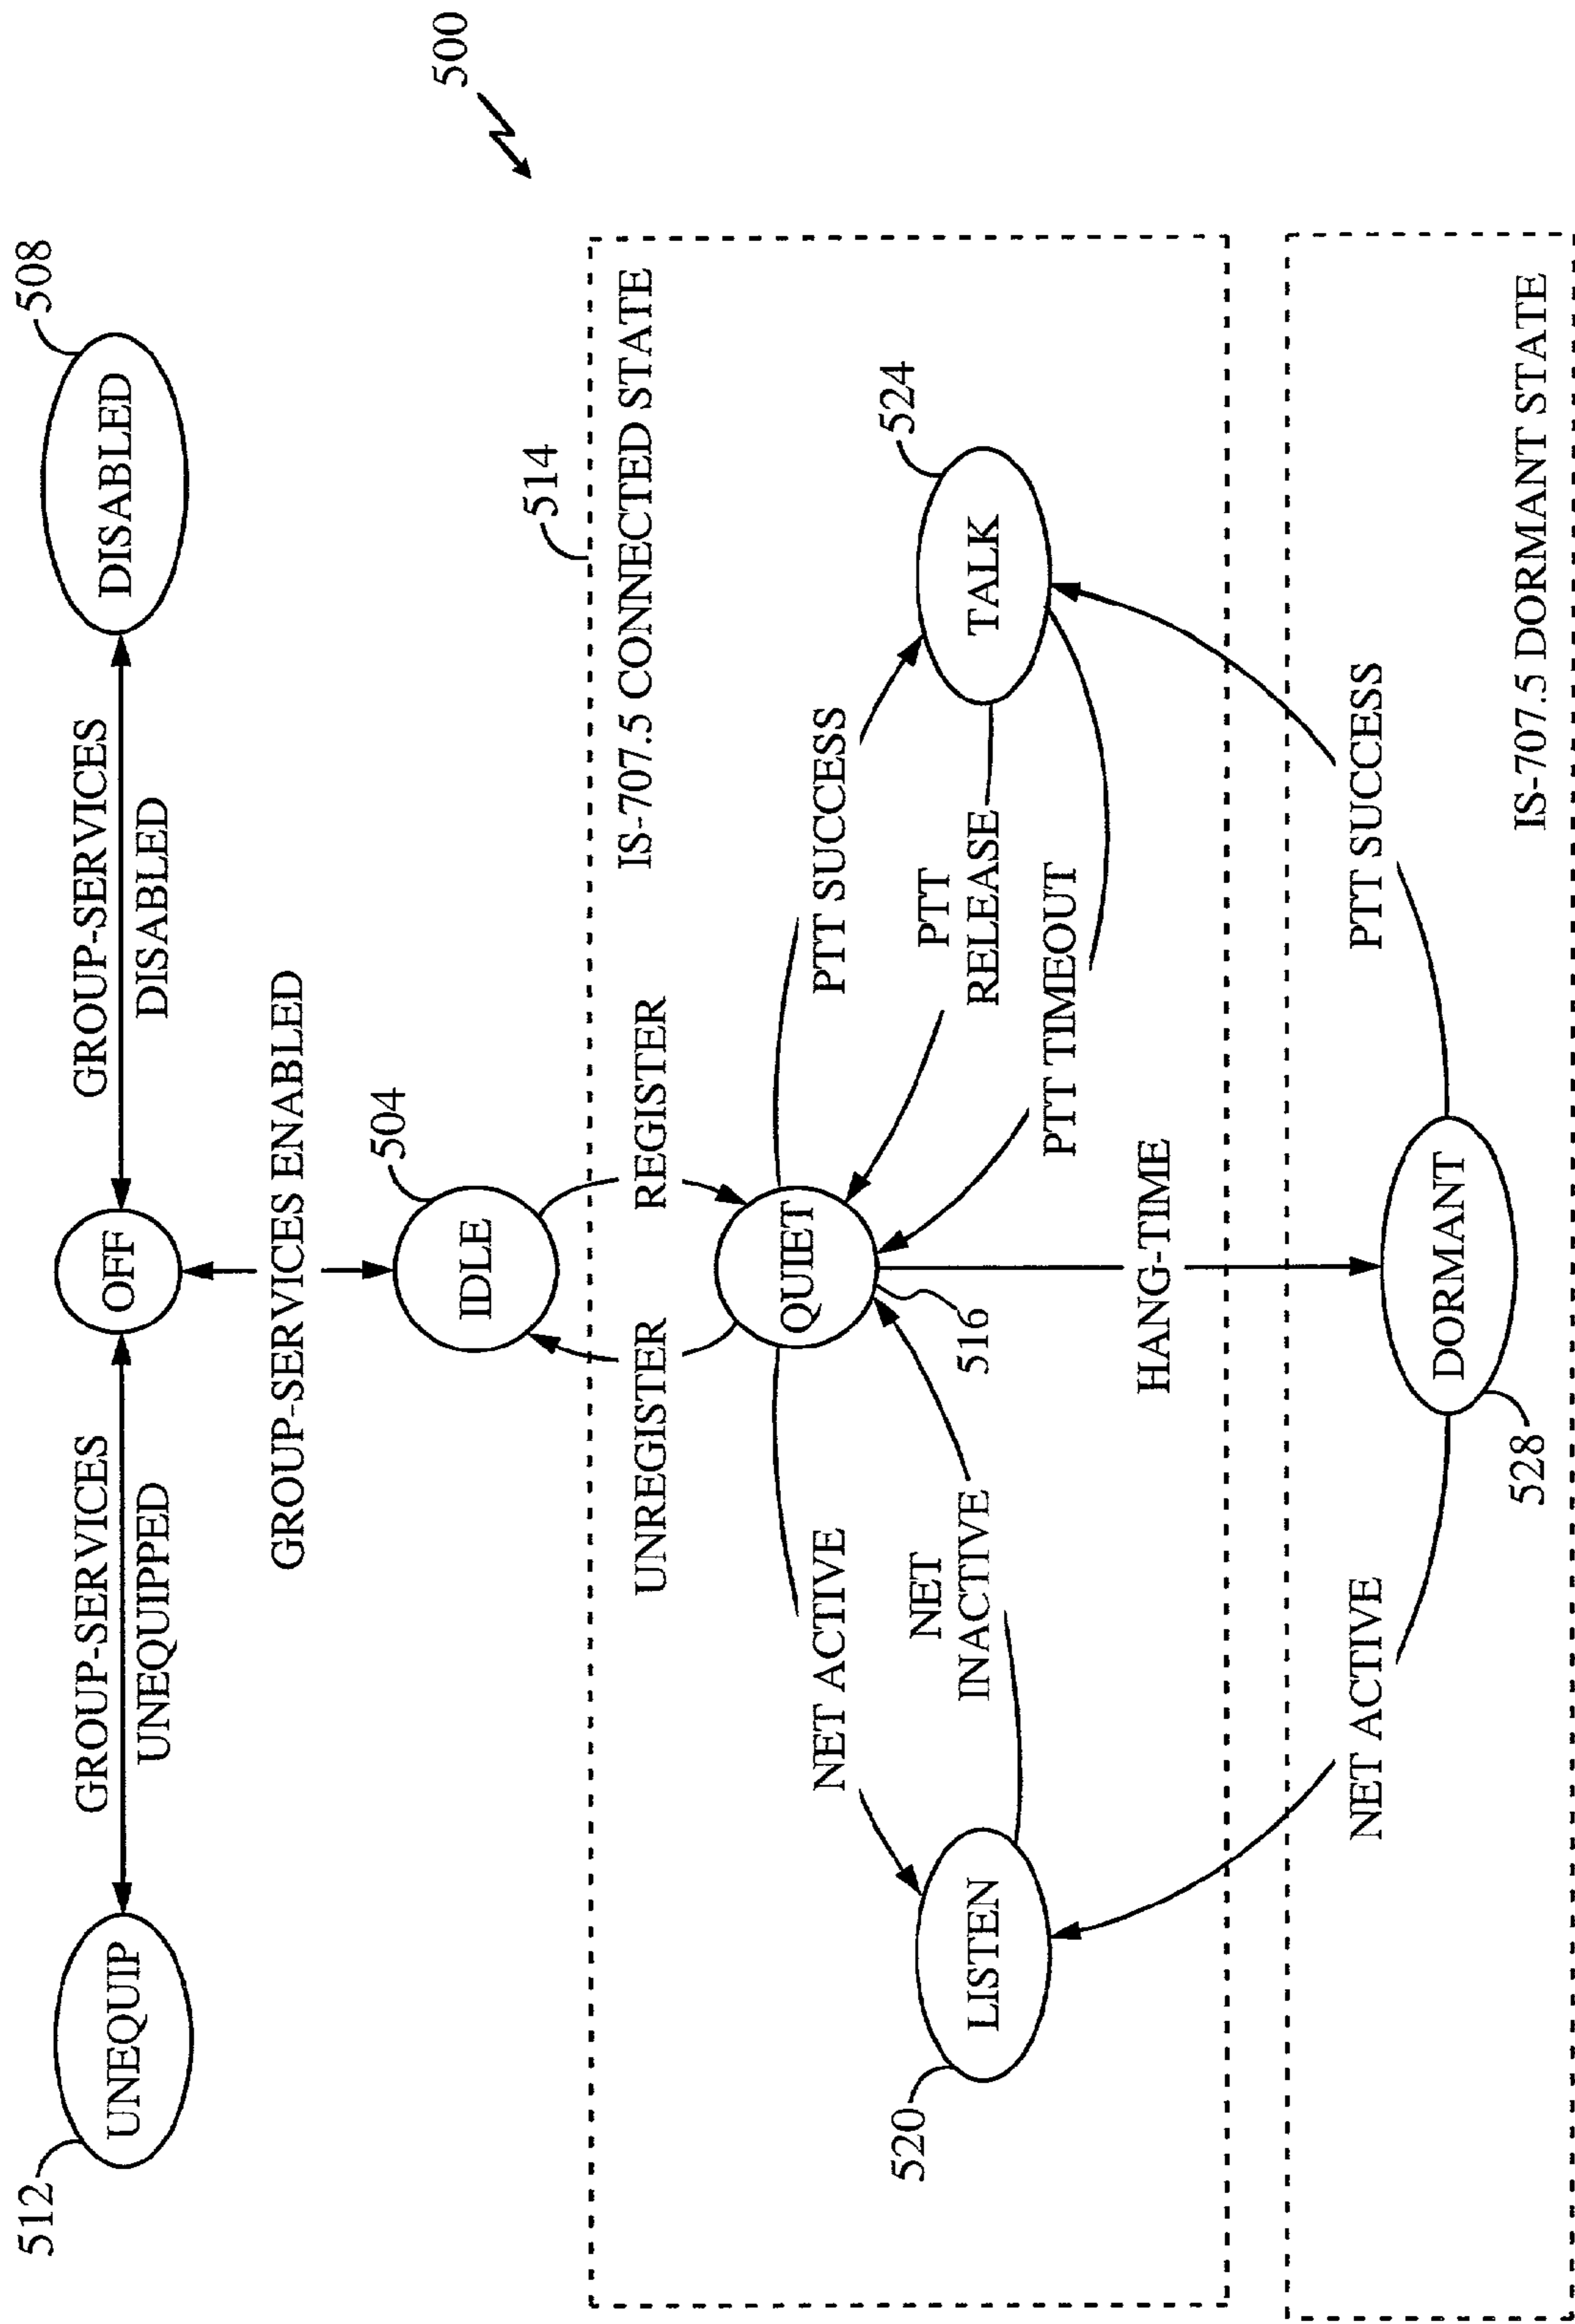 500
512
UNEQUIP
GROUP-SERVICES
UNEQUIPPED
OFF
GROUP-SERVICES
DISABLED
DISABLED
508
GROUP-SERVICES ENABLED
IDLE
504
514
UNREGISTER
REGISTER
IS-707.5 CONNECTED STATE
QUIET
516
NET ACTIVE
PTT SUCCESS
NET
INACTIVE
PTT
RELEASE
520
LISTEN
TALK
524
PTT TIMEOUT
HANG-TIME
NET ACTIVE
PTT SUCCESS
DORMANT
528
IS-707.5 DORMANT STATE